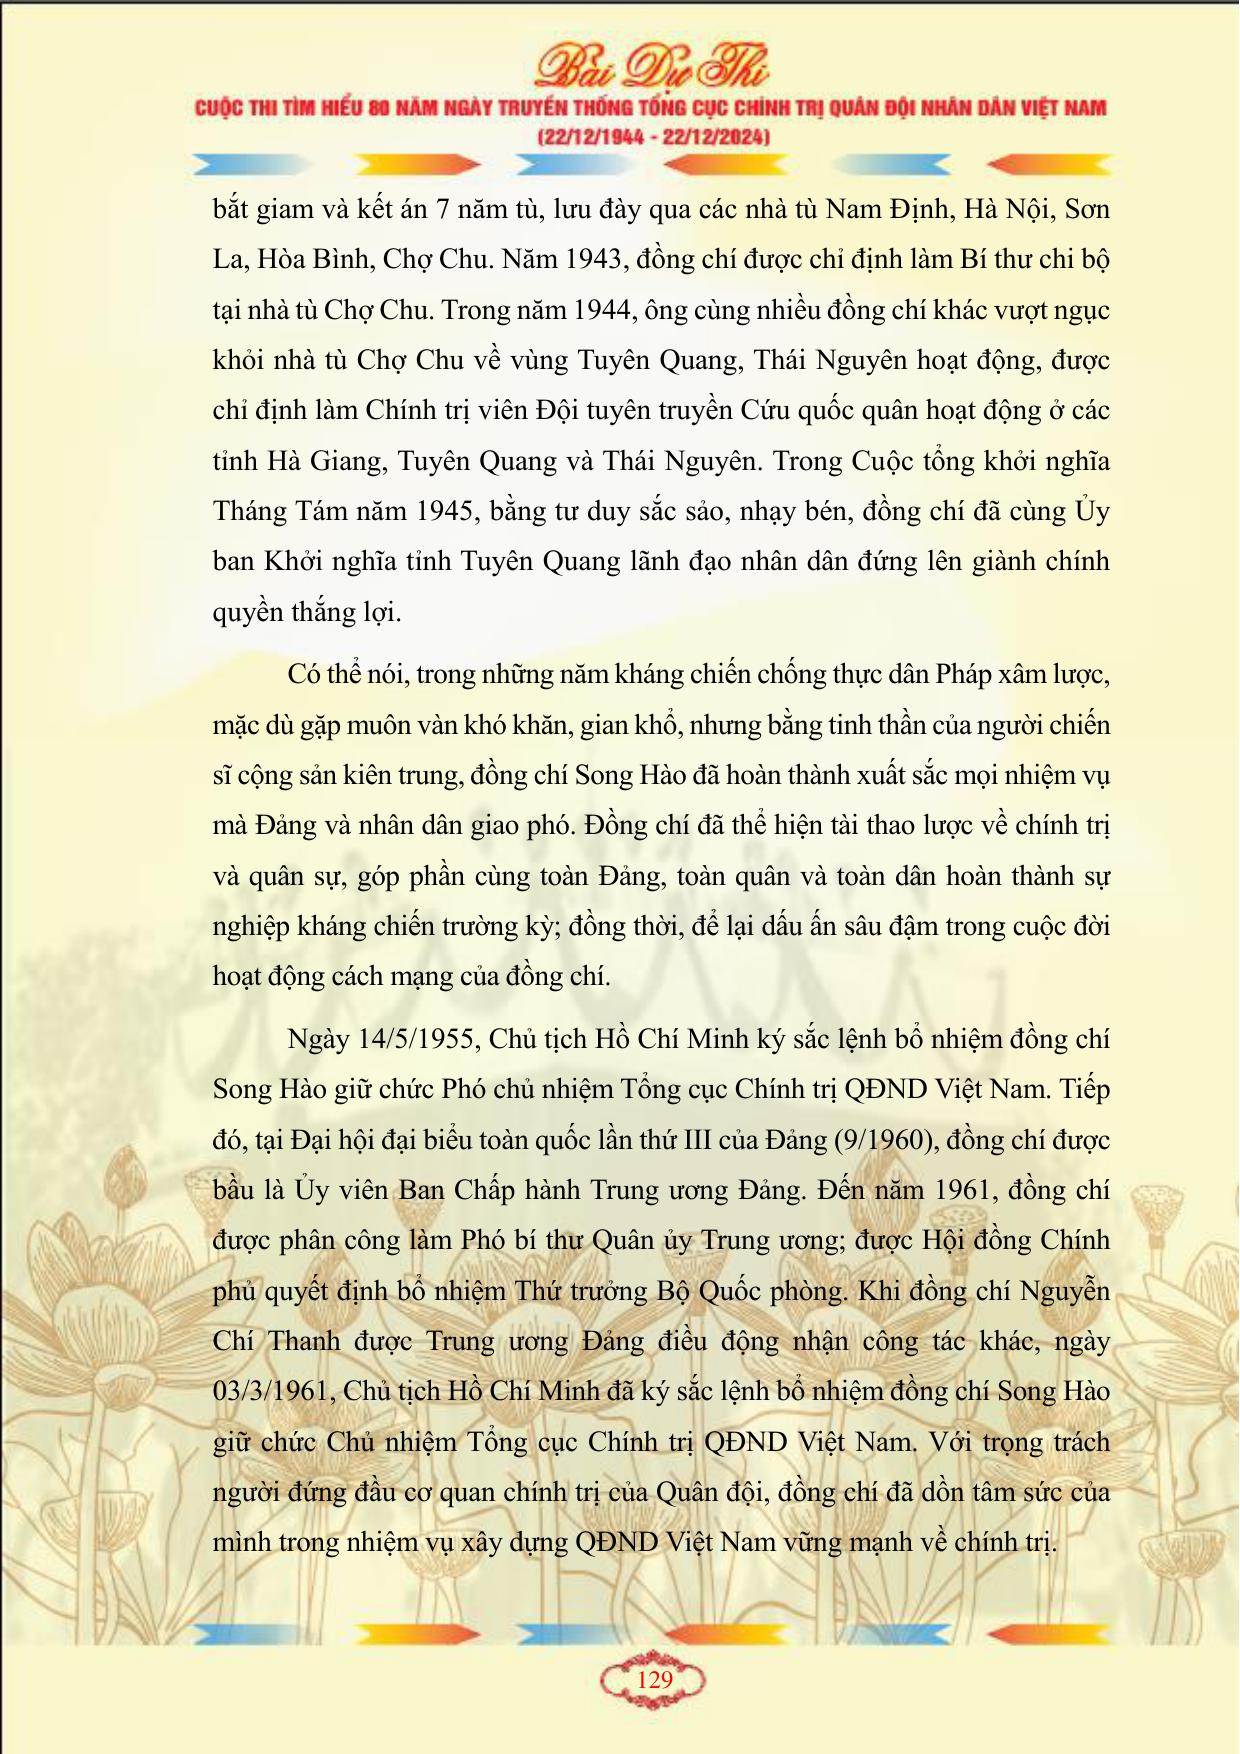 Bài Dự Thi
CUỘC THI TÌM HIỂU 80 NĂM NGÀY TRUYỀN THỐNG TỔNG CỤC CHÍNH TRỊ QUÂN ĐỘI NHÂN DÂN VIỆT NAM
(22/12/1944 - 22/12/2024)
bắt giam và kết án 7 năm tù, lưu đày qua các nhà tù Nam Định, Hà Nội, Sơn
La, Hòa Bình, Chợ Chu. Năm 1943, đồng chí được chỉ định làm Bí thư chi bộ
tại nhà tù Chợ Chu. Trong năm 1944, ông cùng nhiều đồng chí khác vượt ngục
khỏi nhà tù Chợ Chu về vùng Tuyên Quang, Thái Nguyên hoạt động, được
chỉ định làm Chính trị viên Đội tuyên truyền Cứu quốc quân hoạt động ở các
tỉnh Hà Giang, Tuyên Quang và Thái Nguyên. Trong Cuộc tổng khởi nghĩa
Tháng Tám năm 1945, bằng tư duy sắc sảo, nhạy bén, đồng chí đã cùng Ủy
ban Khởi nghĩa tỉnh Tuyên Quang lãnh đạo nhân dân đứng lên giành chính
quyền thắng lợi.
Có thể nói, trong những năm kháng chiến chống thực dân Pháp xâm lược,
mặc dù gặp muôn vàn khó khăn, gian khổ, nhưng bằng tinh thần của người chiến
sĩ cộng sản kiên trung, đồng chí Song Hào đã hoàn thành xuất sắc mọi nhiệm vụ
mà Đảng và nhân dân giao phó. Đồng chí đã thể hiện tài thao lược về chính trị
và quân sự, góp phần cùng toàn Đảng, toàn quân và toàn dân hoàn thành sự
nghiệp kháng chiến trường kỳ; đồng thời, để lại dấu ấn sâu đậm trong cuộc đời
hoạt động cách mạng của đồng chí.
Ngày 14/5/1955, Chủ tịch Hồ Chí Minh ký sắc lệnh bổ nhiệm đồng chí
Song Hào giữ chức Phó chủ nhiệm Tổng cục Chính trị QĐND Việt Nam. Tiếp
đó, tại Đại hội đại biểu toàn quốc lần thứ III của Đảng (9/1960), đồng chí được
bầu là Ủy viên Ban Chấp hành Trung ương Đảng. Đến năm 1961, đồng chí
được phân công làm Phó bí thư Quân ủy Trung ương; được Hội đồng Chính
phủ quyết định bổ nhiệm Thứ trưởng Bộ Quốc phòng. Khi đồng chí Nguyễn
Chí Thanh được Trung ương Đảng điều động nhận công tác khác, ngày
03/3/1961, Chủ tịch Hồ Chí Minh đã ký sắc lệnh bổ nhiệm đồng chí Song Hào
giữ chức Chủ nhiệm Tổng cục Chính trị QĐND Việt Nam. Với trọng trách
người đứng đầu cơ quan chính trị của Quân đội, đồng chí đã dồn tâm sức của
mình trong nhiệm vụ xây dựng QĐND Việt Nam vững mạnh về chính trị.
129